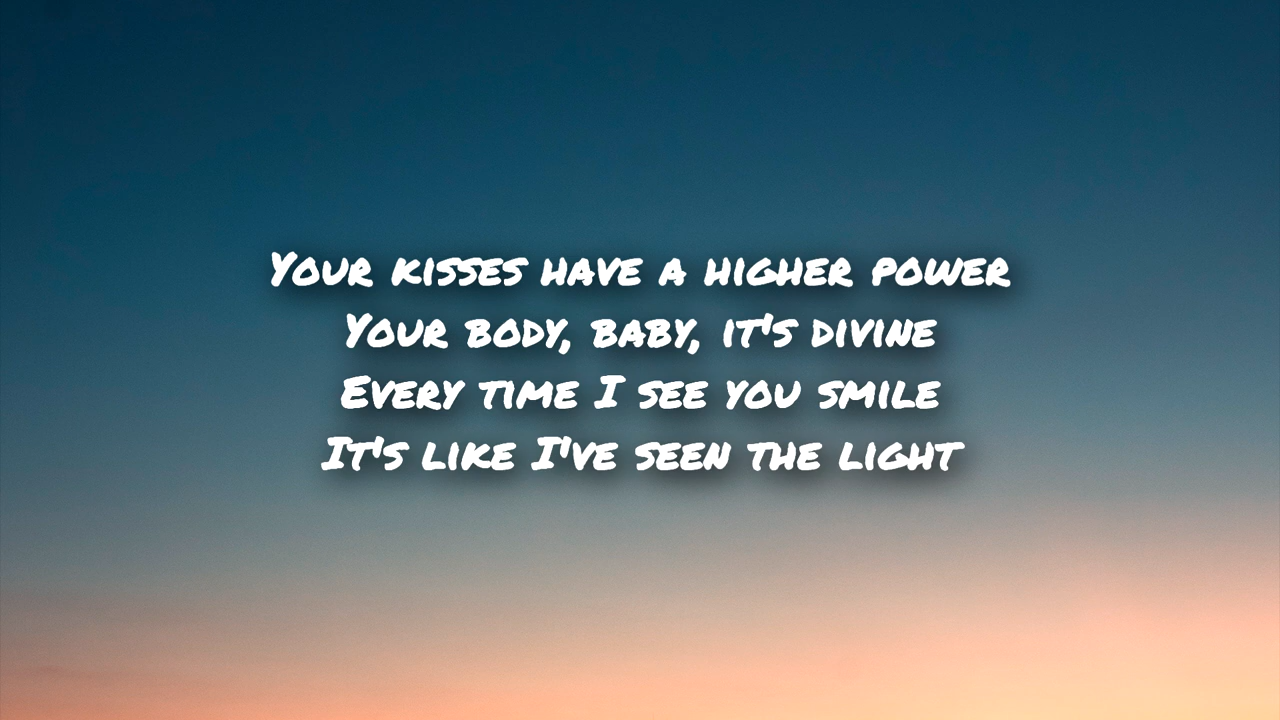 Your kisses have a higher power
Your body, baby, it's divine
Every time I see you smile
It's like I've seen the light